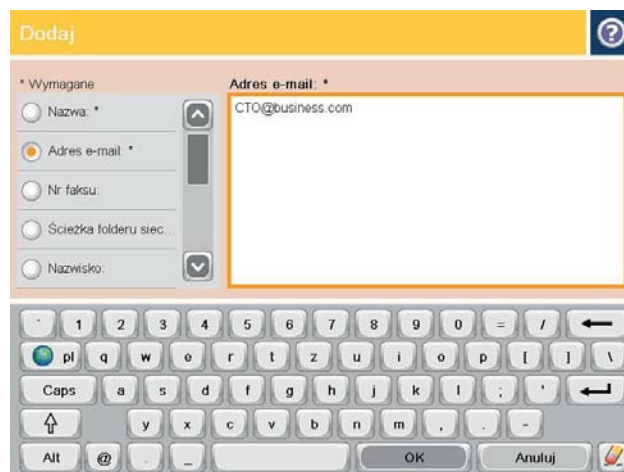 Dodaj
?
* Wymagane
Adres e-mail: *
Nazwa: *
CTO@business.com
Adres e-mail: *
Nr faksu:
Ścieżka folderu siec...
Nazwisko:
` 1 2 3 4 5 6 7 8 9 0 = /
pl q w e r t z u i o p [ ] \
Caps a s d f g h j k l ; '
y x c v b n m , . -
Alt @ . _ OK Anuluj